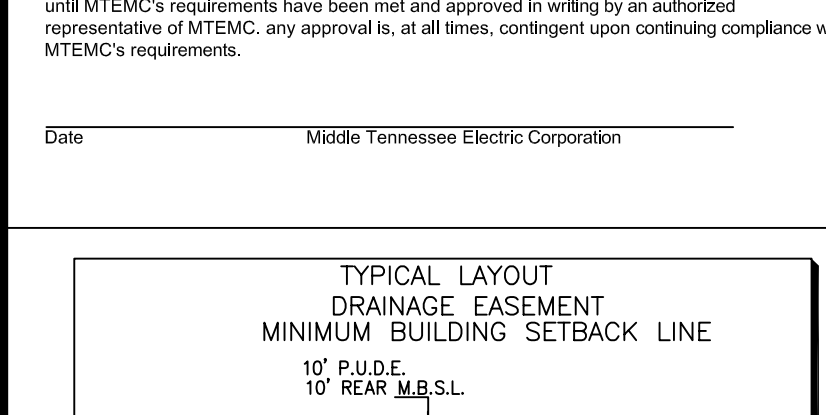 until MTEMC's requirements have been met and approved in writing by an authorized
representative of MTEMC. any approval is, at all times, contingent upon continuing compliance
MTEMC's requirements.
Date Middle Tennessee Electric Corporation
TYPICAL LAYOUT
DRAINAGE EASEMENT
MINIMUM BUILDING SETBACK LINE
10' P.U.D.E.
10' REAR M.B.S.L.